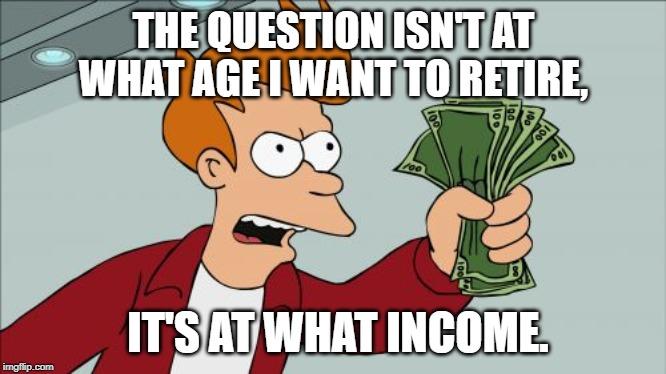 THE QUESTION ISN'T AT
WHAT AGE I WANT TO RETIRE,
IT'S AT WHAT INCOME.
imgflip.com